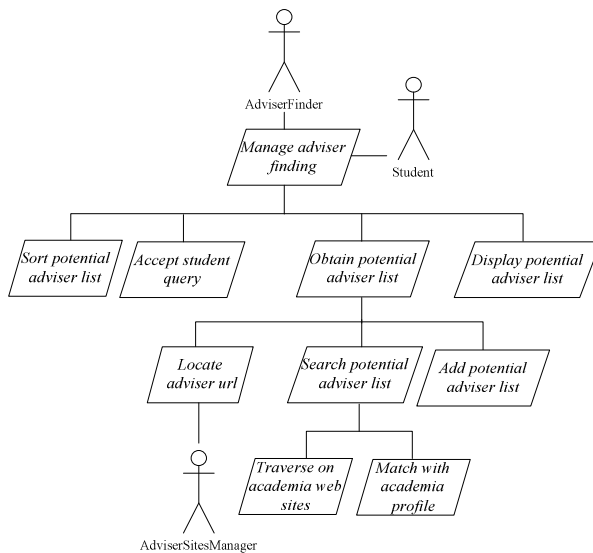 AdviserFinder
Manage adviser
finding
Student
Sort potential
adviser list
Accept student
query
Obtain potential
adviser list
Display potential
adviser list
Locate
adviser url
Search potential
adviser list
Add potential
adviser list
Traverse on
academia web
sites
Match with
academia
profile
AdviserSitesManager